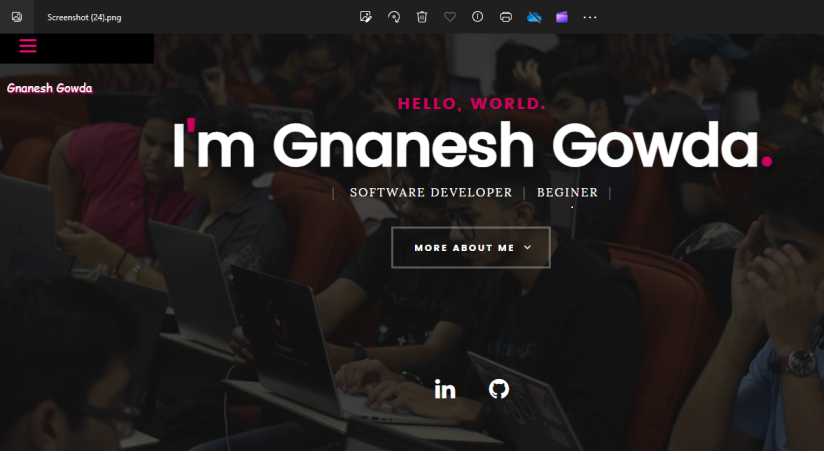 Screenshot (24).png
Gnanesh Gowda
HELLO, WORLD.
I'm Gnanesh Gowda.
| SOFTWARE DEVELOPER | BEGINER |
MORE ABOUT ME
in